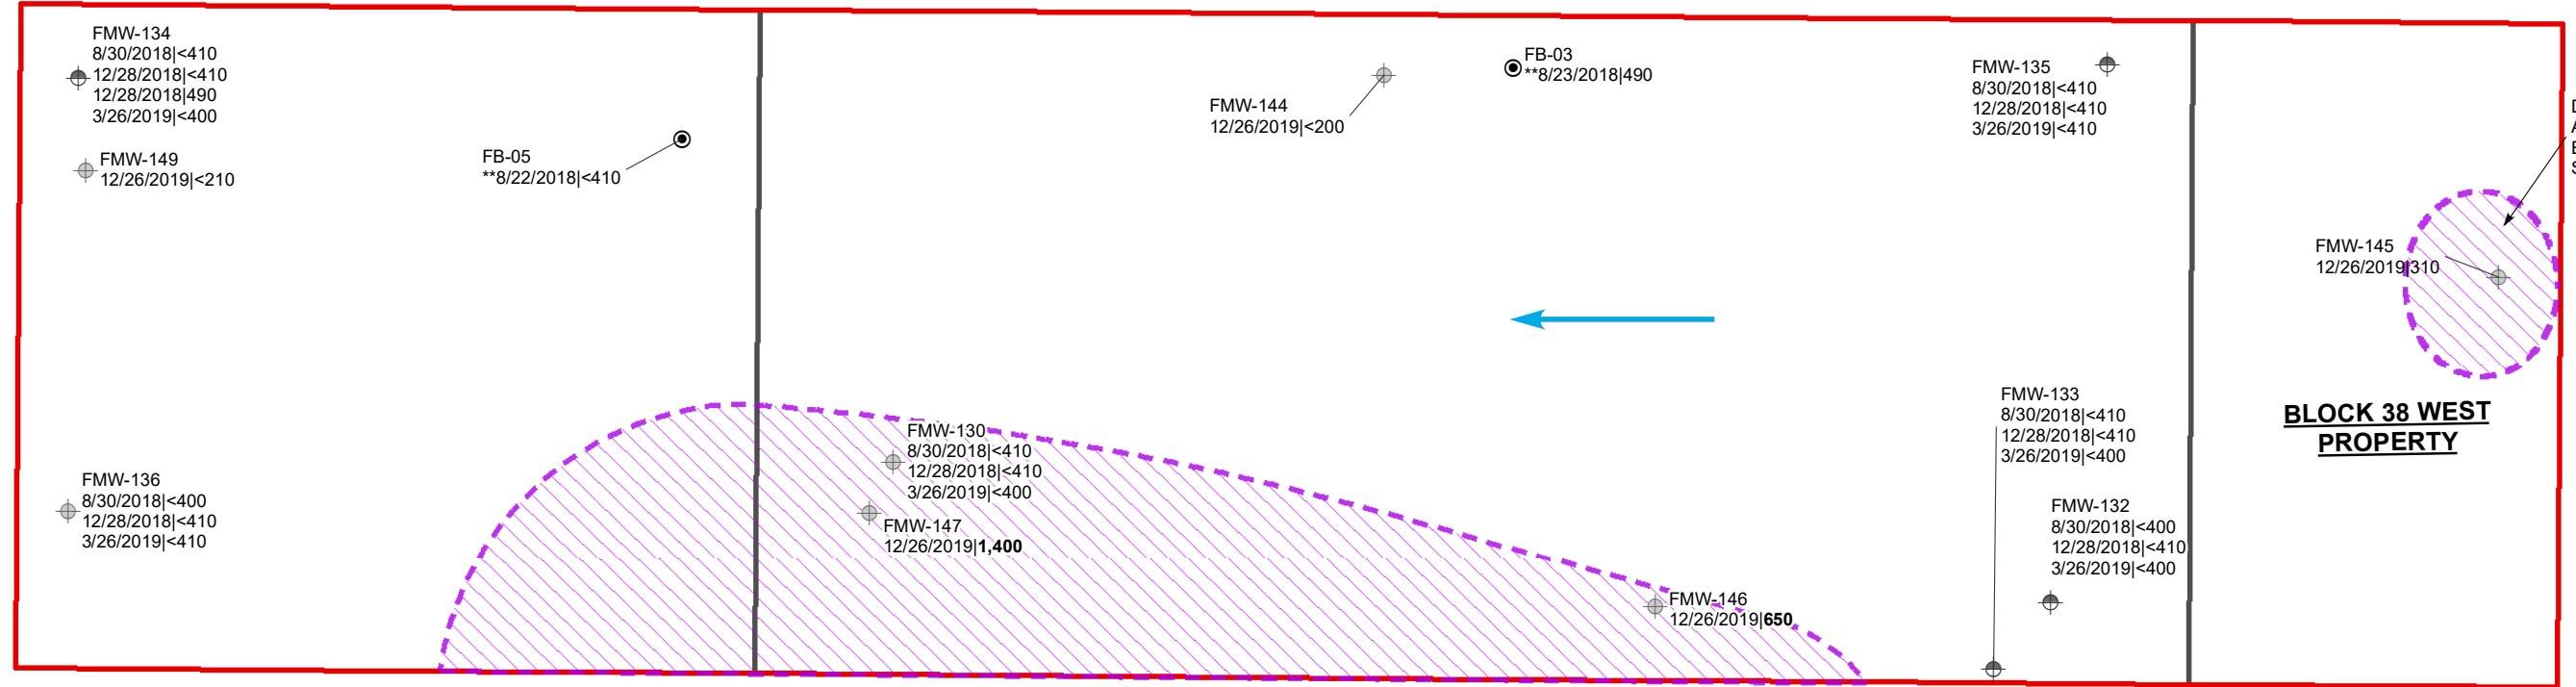 FMW-134
8/30/2018|<410
12/28/2018|<410
12/28/2018|490
3/26/2019|<400
FMW-149
12/26/2019|<210
FB-05
**8/22/2018|<410
FMW-144
12/26/2019|<200
FB-03
**8/23/2018|490
FMW-135
8/30/2018|<410
12/28/2018|<410
3/26/2019|<410
FMW-145
12/26/2019|310
BLOCK 38 WEST
PROPERTY
FMW-136
8/30/2018|<400
12/28/2018|<410
3/26/2019|<410
FMW-130
8/30/2018|<410
12/28/2018|<410
3/26/2019|<400
FMW-147
12/26/2019|1,400
FMW-146
12/26/2019|650
FMW-133
8/30/2018|<410
12/28/2018|<410
3/26/2019|<400
FMW-132
8/30/2018|<400
12/28/2018|<410
3/26/2019|<400